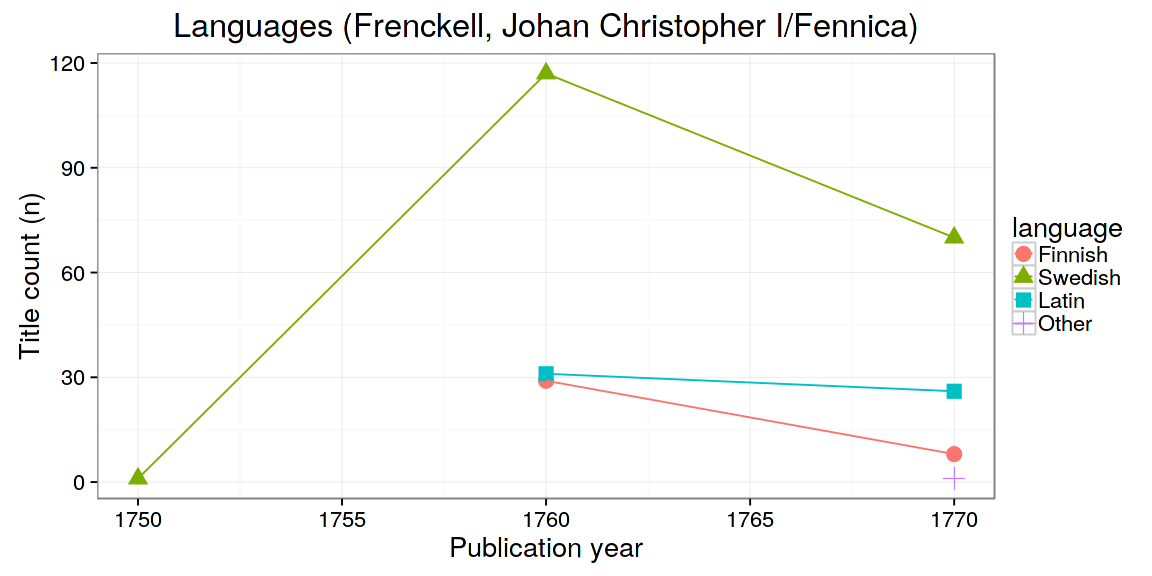 Languages (Frenckell, Johan Christopher I/Fennica)
120
90
60
30
0
Title count (n)
1750 1755 1760 1765 1770
Publication year
language
Finnish
Swedish
Latin
Other